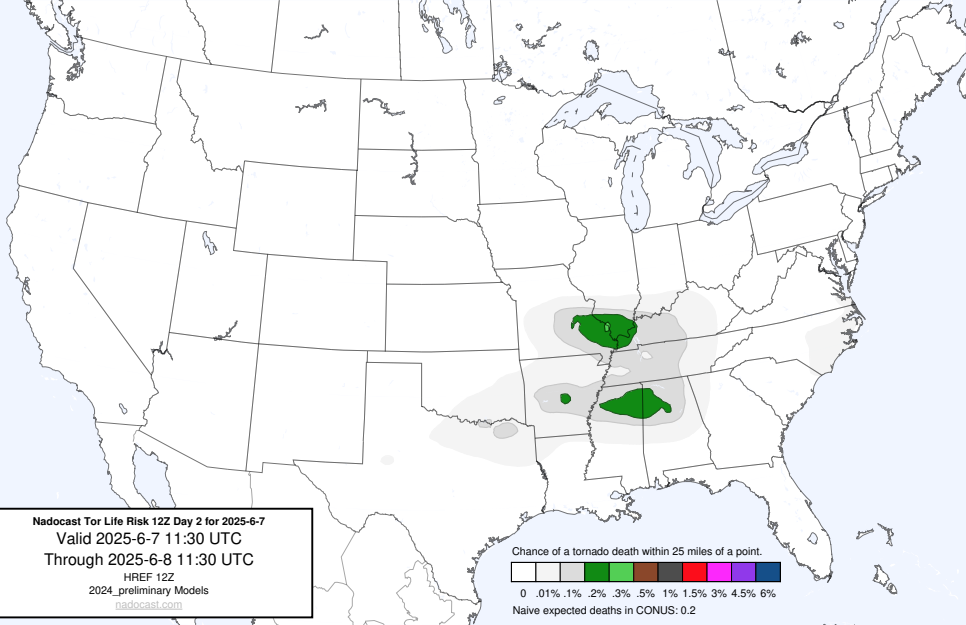 Nadocast Tor Life Risk 12Z Day 2 for 2025-6-7
Valid 2025-6-7 11:30 UTC
Through 2025-6-8 11:30 UTC
HREF 12Z
2024_preliminary Models
nadocast.com
Chance of a tornado death within 25 miles of a point.
0 .01% .1% .2% .3% .5% 1% 1.5% 3% 4.5% 6%
Naive expected deaths in CONUS: 0.2